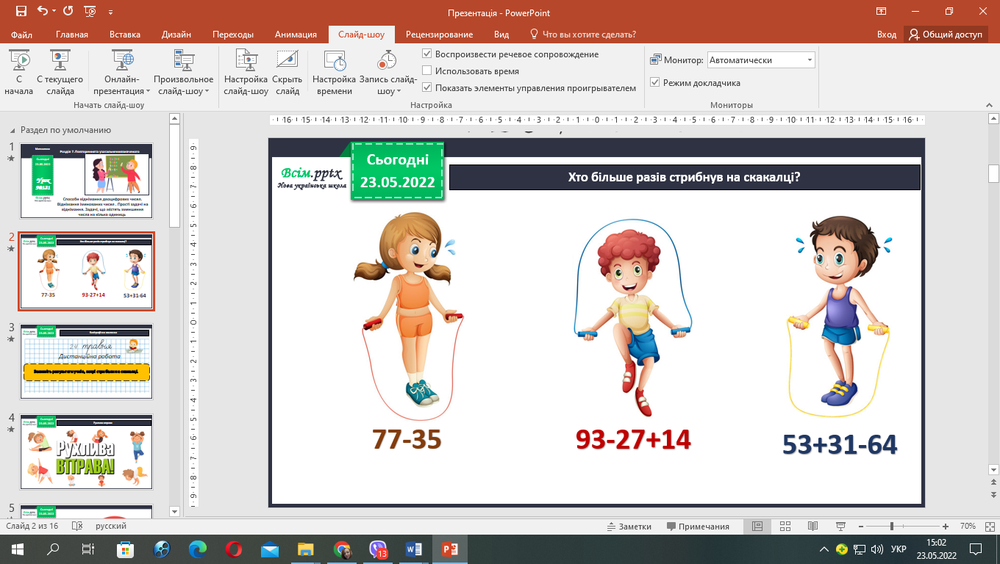 Презентація - PowerPoint
Файл Главная Вставка Дизайн Переходы Анимация Слайд-шоу Рецензирование Вид Что вы хотите сделать? Вход Общий доступ
С начала
С текущего слайда
Онлайн-презентация
Произвольное слайд-шоу
Начать слайд-шоу
Настройка слайд-шоу
Скрыть слайд
Настройка времени
Запись слайд-шоу
Воспроизвести речевое сопровождение
Использовать время
Показать элементы управления проигрывателем
Настройка
Монитор: Автоматически
Режим докладчика
Мониторы
Раздел по умолчанию
1
Математика
Сьогодні
23.05.2022
Урок
№131
Способи віднімання двоцифрових чисел.
Віднімання іменованих чисел . Прості задачі на
віднімання. Задачі, що містять зменшення
числа на кілька одиниць
2
Сьогодні
23.05.2022
Хто більше разів стрибнув на скакалці?
77-35 93-27+14 53+31-64
3
Сьогодні
23.05.2022
24 травня
Дистанційна робота
4
Сьогодні
23.05.2022
Рухлива вправа
РУХЛИВА
ВПРАВА!
5
Сьогодні
23.05.2022
Всім.pptx
Нова українська школа
Сьогодні
23.05.2022
Хто більше разів стрибнув на скакалці?
77-35
93-27+14
53+31-64
Слайд 2 из 16 русский Заметки Примечания 70%
13
УКР
15:02
23.05.2022